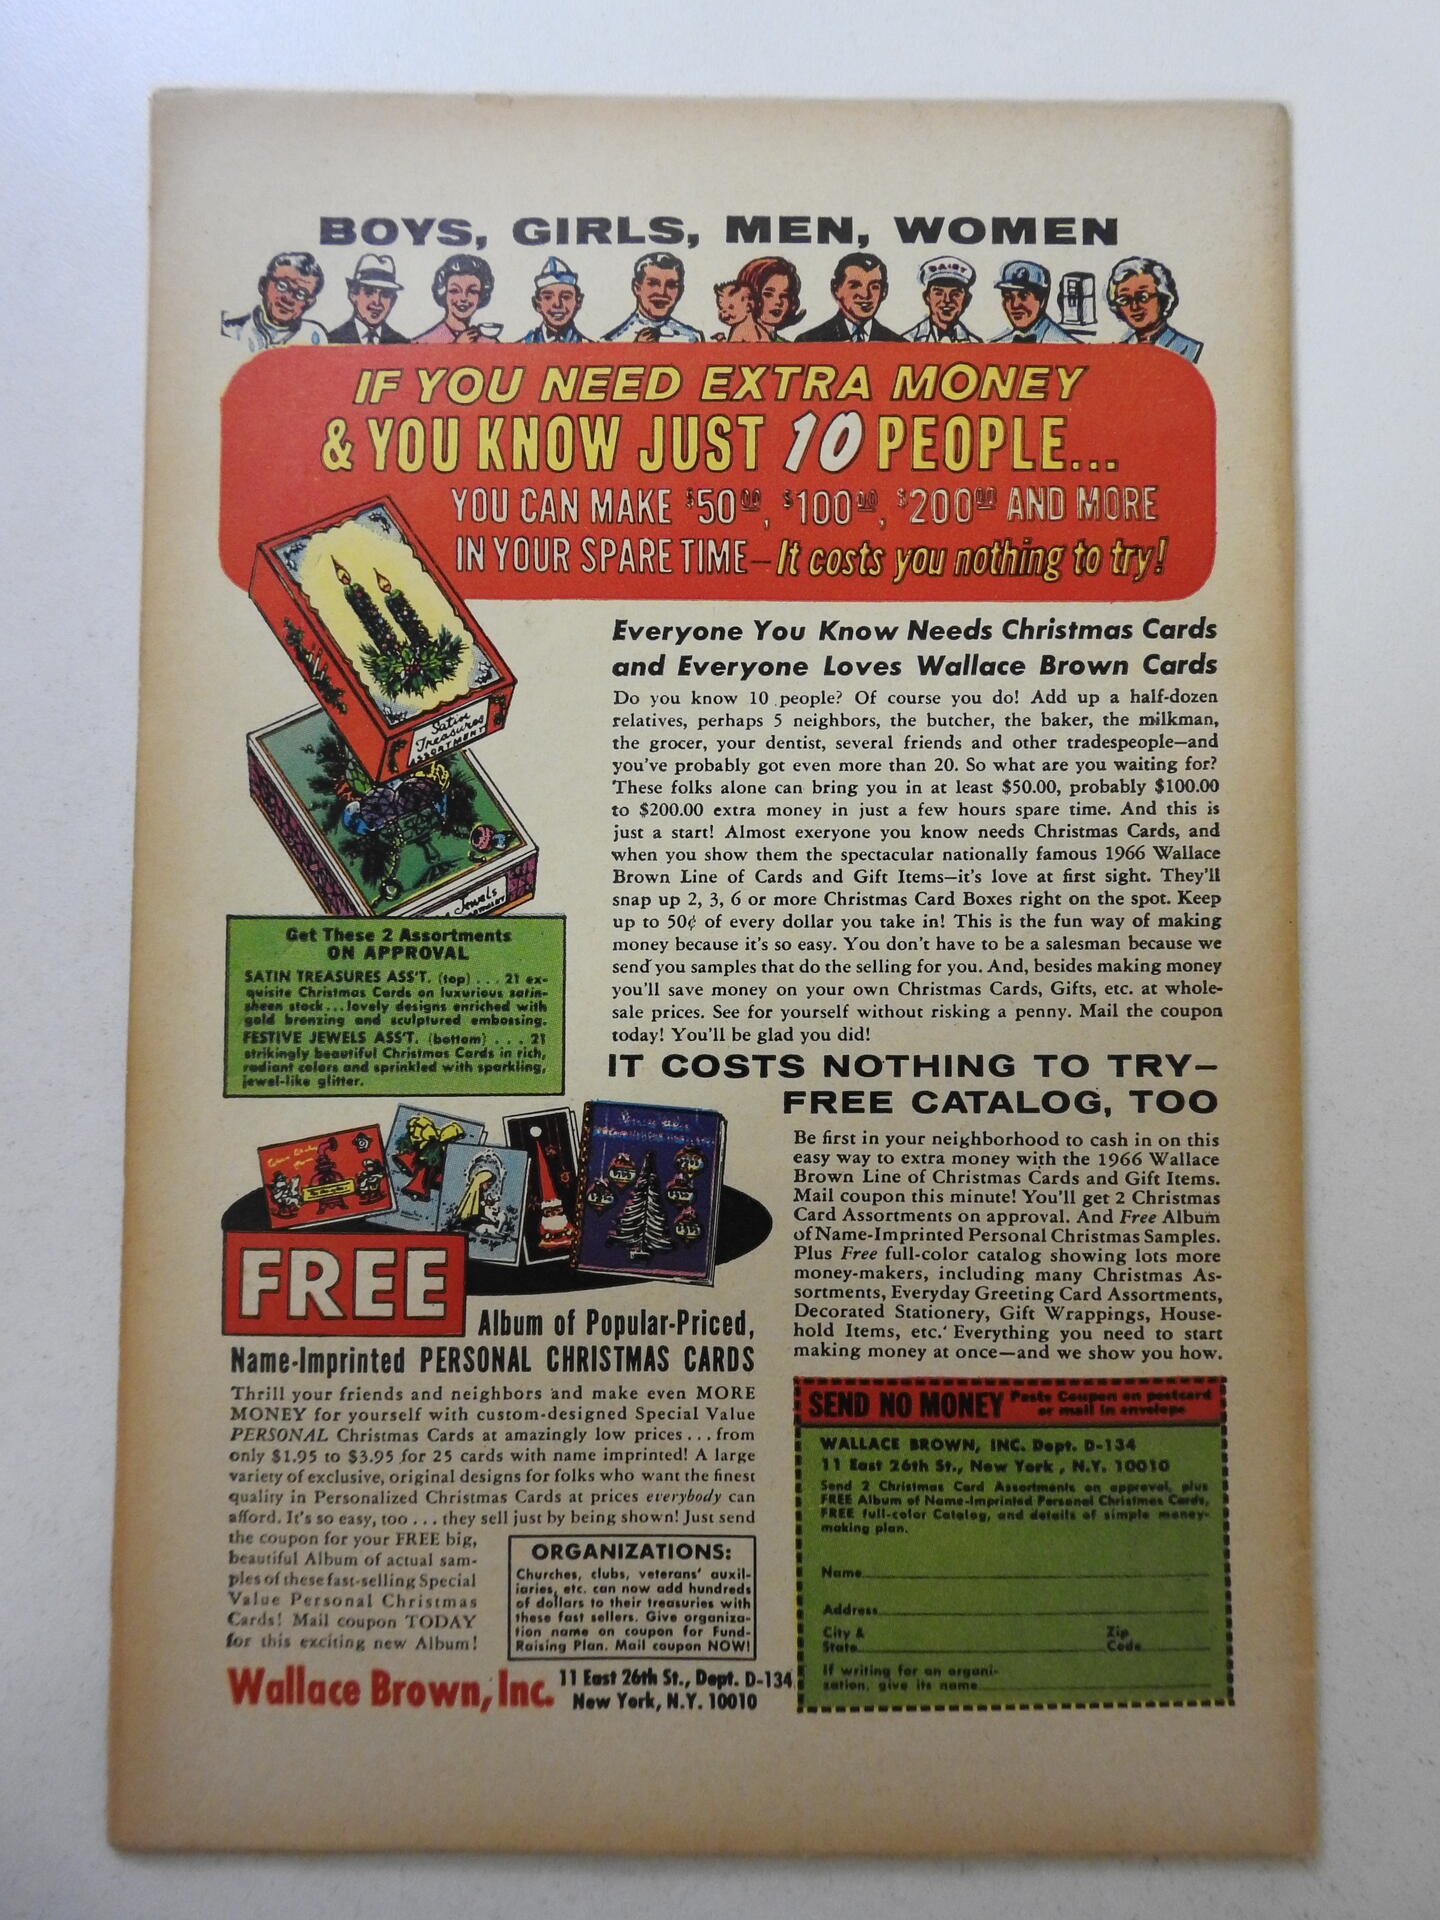 BOYS, GIRLS, MEN, WOMEN
DAIRY
IF YOU NEED EXTRA MONEY
& YOU KNOW JUST 10 PEOPLE...
YOU CAN MAKE $50.00, $100.00, $200.00 AND MORE
IN YOUR SPARE TIME—It costs you nothing to try!
Satin
Treasures
ASSORTMENT
Jewels
Get These 2 Assortments
ON APPROVAL
SATIN TREASURES ASS'T. (top) . . . 21 ex-
quisite Christmas Cards on luxurious satin-
sheen stock . . . lovely designs enriched with
gold bronzing and sculptured embossing.
FESTIVE JEWELS ASS'T. (bottom) . . . 21
strikingly beautiful Christmas Cards in rich,
radiant colors and sprinkled with sparkling,
jewel-like glitter.
Everyone You Know Needs Christmas Cards
and Everyone Loves Wallace Brown Cards
Do you know 10 people? Of course you do! Add up a half-dozen
relatives, perhaps 5 neighbors, the butcher, the baker, the milkman,
the grocer, your dentist, several friends and other tradespeople—and
you've probably got even more than 20. So what are you waiting for?
These folks alone can bring you in at least $50.00, probably $100.00
to $200.00 extra money in just a few hours spare time. And this is
just a start! Almost exeryone you know needs Christmas Cards, and
when you show them the spectacular nationally famous 1966 Wallace
Brown Line of Cards and Gift Items—it's love at first sight. They'll
snap up 2, 3, 6 or more Christmas Card Boxes right on the spot. Keep
up to 50¢ of every dollar you take in! This is the fun way of making
money because it's so easy. You don't have to be a salesman because we
send you samples that do the selling for you. And, besides making money
you'll save money on your own Christmas Cards, Gifts, etc. at whole-
sale prices. See for yourself without risking a penny. Mail the coupon
today! You'll be glad you did!
IT COSTS NOTHING TO TRY—
FREE CATALOG, TOO
Be first in your neighborhood to cash in on this
easy way to extra money with the 1966 Wallace
Brown Line of Christmas Cards and Gift Items.
Mail coupon this minute! You'll get 2 Christmas
Card Assortments on approval. And Free Album
of Name-Imprinted Personal Christmas Samples.
Plus Free full-color catalog showing lots more
money-makers, including many Christmas As-
sortments, Everyday Greeting Card Assortments,
Decorated Stationery, Gift Wrappings, House-
hold Items, etc. Everything you need to start
making money at once—and we show you how.
FREE
Album of Popular-Priced,
Name-Imprinted PERSONAL CHRISTMAS CARDS
Thrill your friends and neighbors and make even MORE
MONEY for yourself with custom-designed Special Value
PERSONAL Christmas Cards at amazingly low prices . . . from
only $1.95 to $3.95 for 25 cards with name imprinted! A large
variety of exclusive, original designs for folks who want the finest
quality in Personalized Christmas Cards at prices everybody can
afford. It's so easy, too . . . they sell just by being shown! Just send
the coupon for your FREE big,
beautiful Album of actual sam-
ples of these fast-selling Special
Value Personal Christmas
Cards! Mail coupon TODAY
for this exciting new Album!
ORGANIZATIONS:
Churches, clubs, veterans' auxil-
iaries, etc. can now add hundreds
of dollars to their treasuries with
these fast sellers. Give organiza-
tion name on coupon for Fund-
Raising Plan. Mail coupon NOW!
Wallace Brown, Inc. 11 East 26th St., Dept. D-134
New York, N.Y. 10010
SEND NO MONEY Paste Coupon on postcard
or mail in envelope
WALLACE BROWN, INC. Dept. D-134
11 East 26th St., New York, N.Y. 10010
Send 2 Christmas Card Assortments on approval, plus
FREE Album of Name-Imprinted Personal Christmas Cards,
FREE full-color Catalog, and details of simple money-
making plan.
Name
Address
City &
State
Zip
Code
If writing for an organi-
zation, give its name